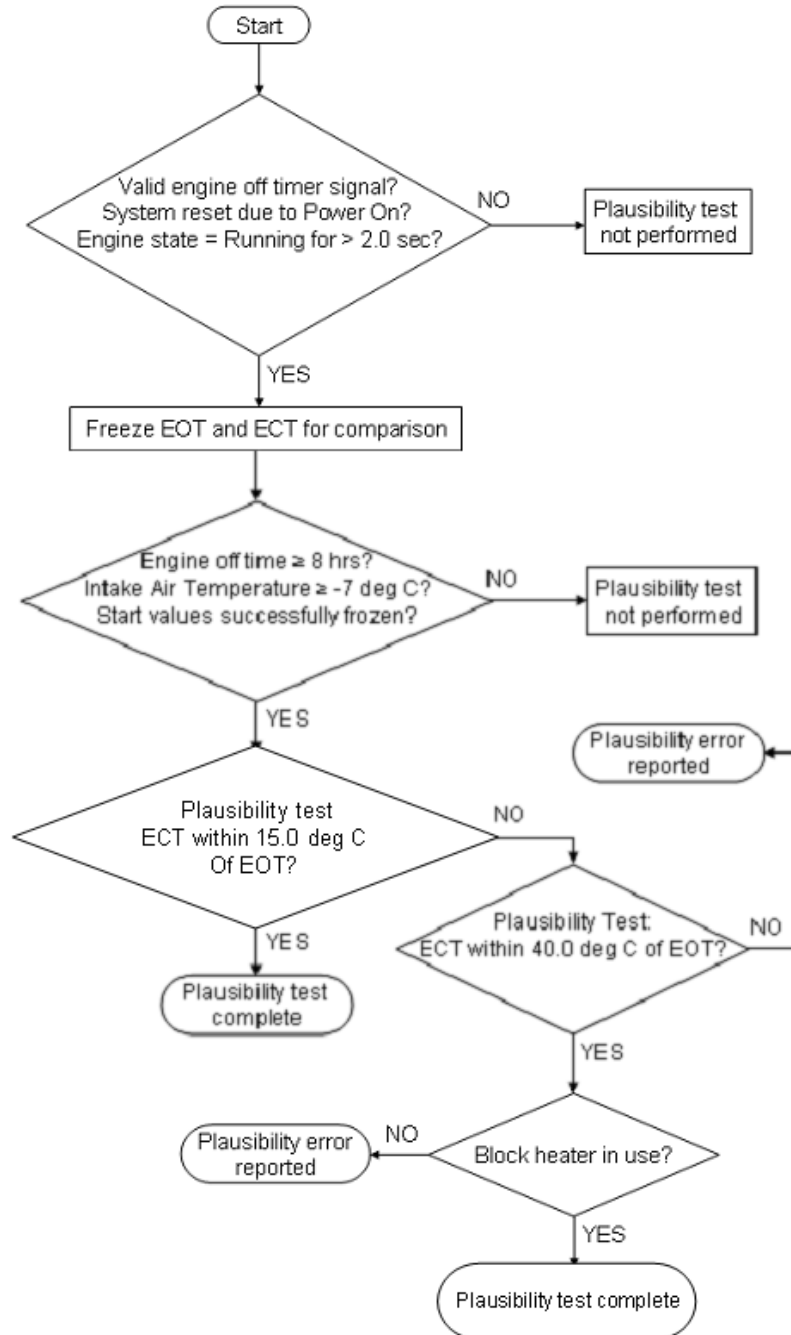 Start
Valid engine off timer signal?
System reset due to Power On?
Engine state = Running for > 2.0 sec?
NO
Plausibility test
not performed
YES
Freeze EOT and ECT for comparison
Engine off time ≥ 8 hrs?
Intake Air Temperature ≥ -7 deg C?
Start values successfully frozen?
NO
Plausibility test
not performed
YES
Plausibility error
reported
Plausibility test
ECT within 15.0 deg C
Of EOT?
NO
Plausibility Test:
ECT within 40.0 deg C of EOT?
NO
YES
Plausibility test
complete
YES
Block heater in use?
NO
Plausibility error
reported
YES
Plausibility test complete